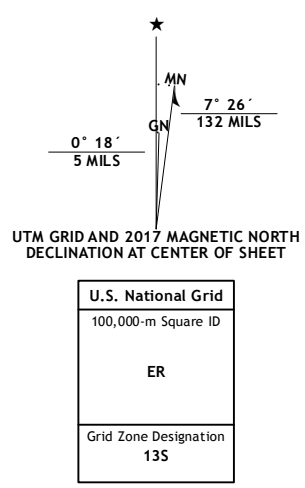 ★
MN
GN
7° 26´
132 MILS
0° 18´
5 MILS
UTM GRID AND 2017 MAGNETIC NORTH
DECLINATION AT CENTER OF SHEET
U.S. National Grid
100,000-m Square ID
ER
Grid Zone Designation
13S